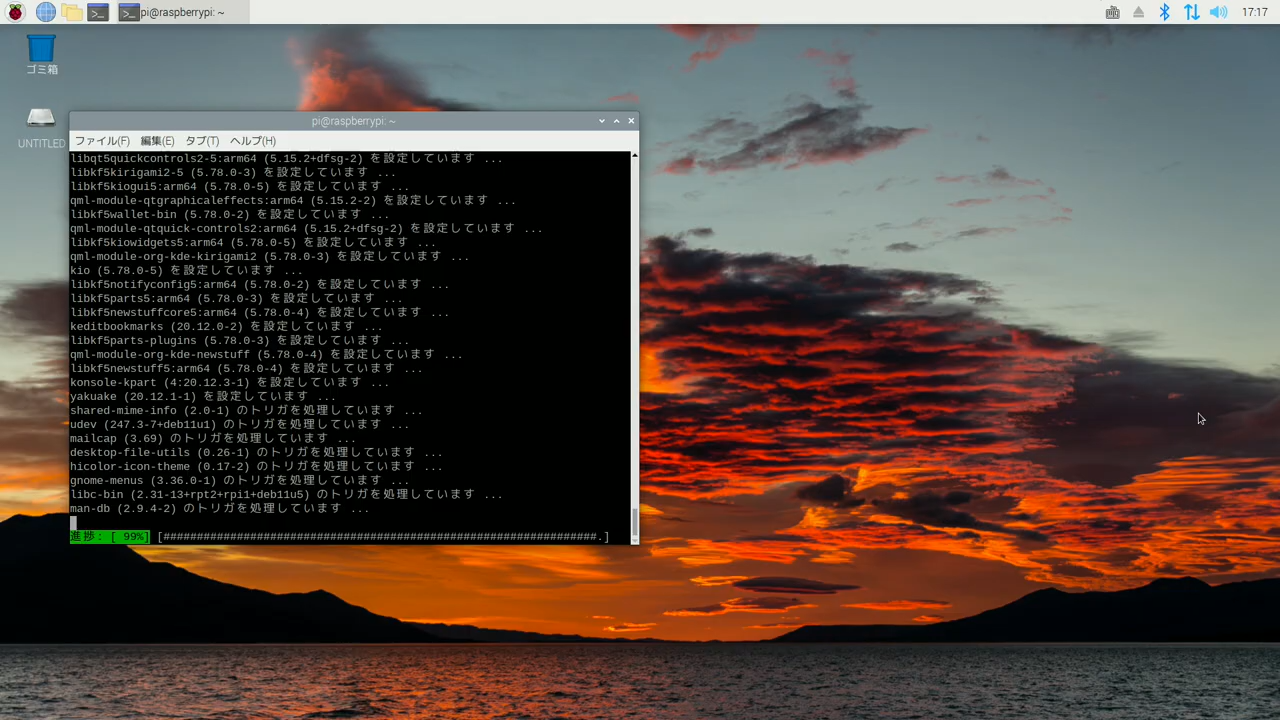 pi@raspberrypi: ~
17:17
ゴミ箱
UNTITLED
pi@raspberrypi: ~
ファイル(F) 編集(E) タブ(T) ヘルプ(H)
libqt5quickcontrols2-5:arm64 (5.15.2+dfsg-2) を設定しています ...
libkf5kirigami2-5 (5.78.0-3) を設定しています ...
libkf5kiogui5:arm64 (5.78.0-5) を設定しています ...
qml-module-qtgraphicaleffects:arm64 (5.15.2-2) を設定しています ...
libkf5wallet-bin (5.78.0-2) を設定しています ...
qml-module-qtquick-controls2:arm64 (5.15.2+dfsg-2) を設定しています ...
libkf5kiowidgets5:arm64 (5.78.0-5) を設定しています ...
qml-module-org-kde-kirigami2 (5.78.0-3) を設定しています ...
kio (5.78.0-5) を設定しています ...
libkf5notifyconfig5:arm64 (5.78.0-2) を設定しています ...
libkf5parts5:arm64 (5.78.0-3) を設定しています ...
libkf5newstuffcore5:arm64 (5.78.0-4) を設定しています ...
keditbookmarks (20.12.0-2) を設定しています ...
libkf5parts-plugins (5.78.0-3) を設定しています ...
qml-module-org-kde-newstuff (5.78.0-4) を設定しています ...
libkf5newstuff5:arm64 (5.78.0-4) を設定しています ...
konsole-kpart (4:20.12.3-1) を設定しています ...
yakuake (20.12.1-1) を設定しています ...
shared-mime-info (2.0-1) のトリガを処理しています ...
udev (247.3-7+deb11u1) のトリガを処理しています ...
mailcap (3.69) のトリガを処理しています ...
desktop-file-utils (0.26-1) のトリガを処理しています ...
hicolor-icon-theme (0.17-2) のトリガを処理しています ...
gnome-menus (3.36.0-1) のトリガを処理しています ...
libc-bin (2.31-13+rpt2+rpi1+deb11u5) のトリガを処理しています ...
man-db (2.9.4-2) のトリガを処理しています ...
進捗: [ 99%] [#################################################################.]